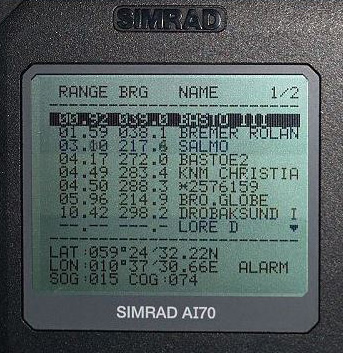 SIMRAD
RANGE BRG NAME 1/2
00.92 039.0 BASTO III
01.59 038.1 BREMER ROLAN
03.10 217.6 SALMO
04.17 272.0 BASTOE2
04.49 283.4 KNM CHRISTIA
04.50 288.3 *2576159
05.96 214.9 BRO.GLOBE
10.42 298.2 DROBAKSUND I
--.-- ---.- LORE D
LAT:059°24'32.22N
LON:010°37'30.66E ALARM
SOG:015 COG:074
SIMRAD AI70